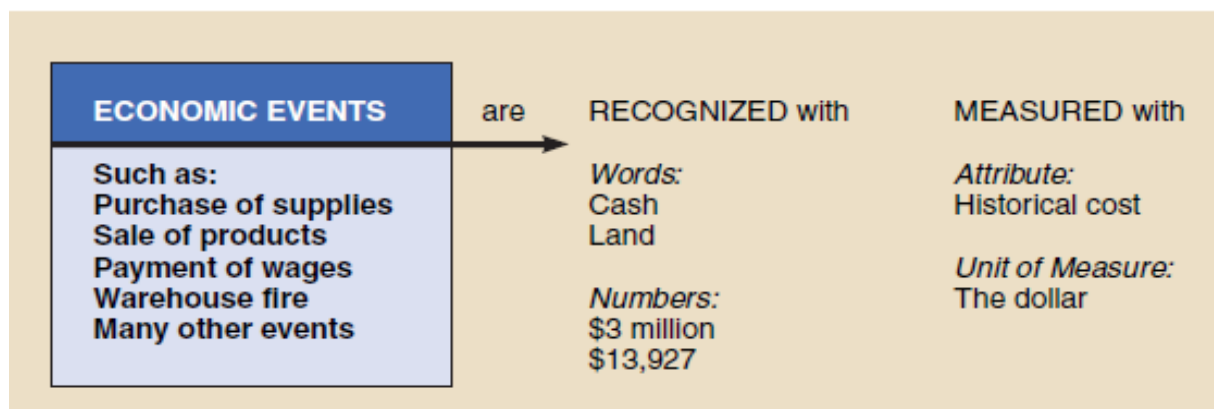 ECONOMIC EVENTS
Such as:
Purchase of supplies
Sale of products
Payment of wages
Warehouse fire
Many other events
are
RECOGNIZED with
Words:
Cash
Land
Numbers:
$3 million
$13,927
MEASURED with
Attribute:
Historical cost
Unit of Measure:
The dollar